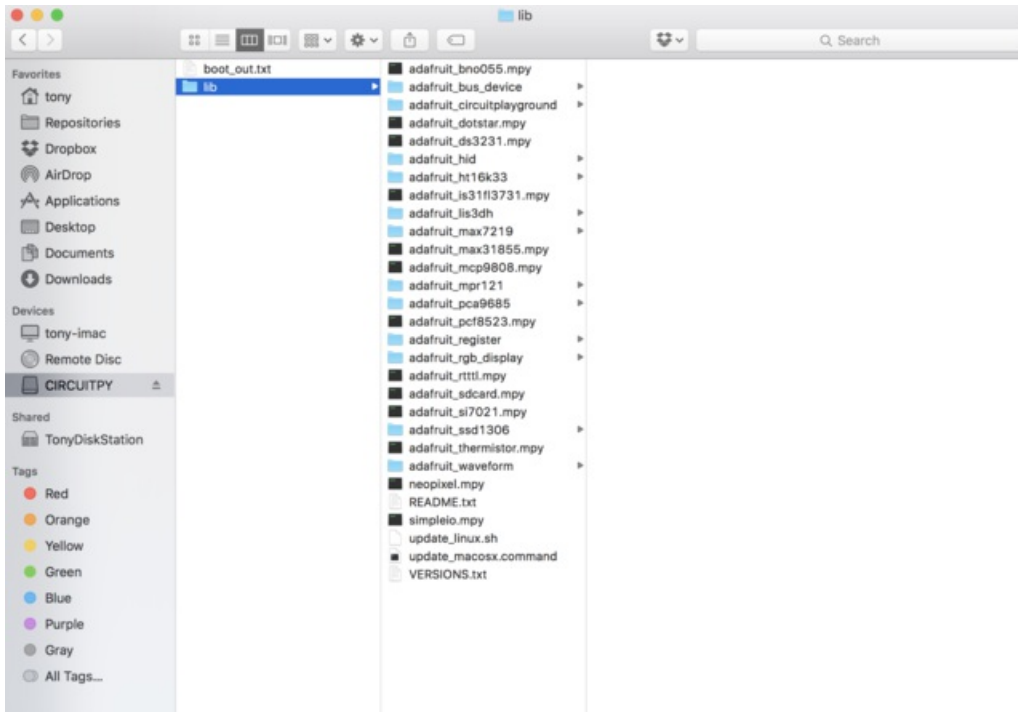 lib
Search
Favorites
tony
Repositories
Dropbox
AirDrop
Applications
Desktop
Documents
Downloads
Devices
tony-imac
Remote Disc
CIRCUITPY
Shared
TonyDiskStation
Tags
Red
Orange
Yellow
Green
Blue
Purple
Gray
All Tags...
boot_out.txt
lib
adafruit_bno055.mpy
adafruit_bus_device
adafruit_circuitplayground
adafruit_dotstar.mpy
adafruit_ds3231.mpy
adafruit_hid
adafruit_ht16k33
adafruit_is31fl3731.mpy
adafruit_lis3dh
adafruit_max7219
adafruit_max31855.mpy
adafruit_mcp9808.mpy
adafruit_mpr121
adafruit_pca9685
adafruit_pcf8523.mpy
adafruit_register
adafruit_rgb_display
adafruit_rtttl.mpy
adafruit_sdcard.mpy
adafruit_si7021.mpy
adafruit_ssd1306
adafruit_thermistor.mpy
adafruit_waveform
neopixel.mpy
README.txt
simpleio.mpy
update_linux.sh
update_macosx.command
VERSIONS.txt